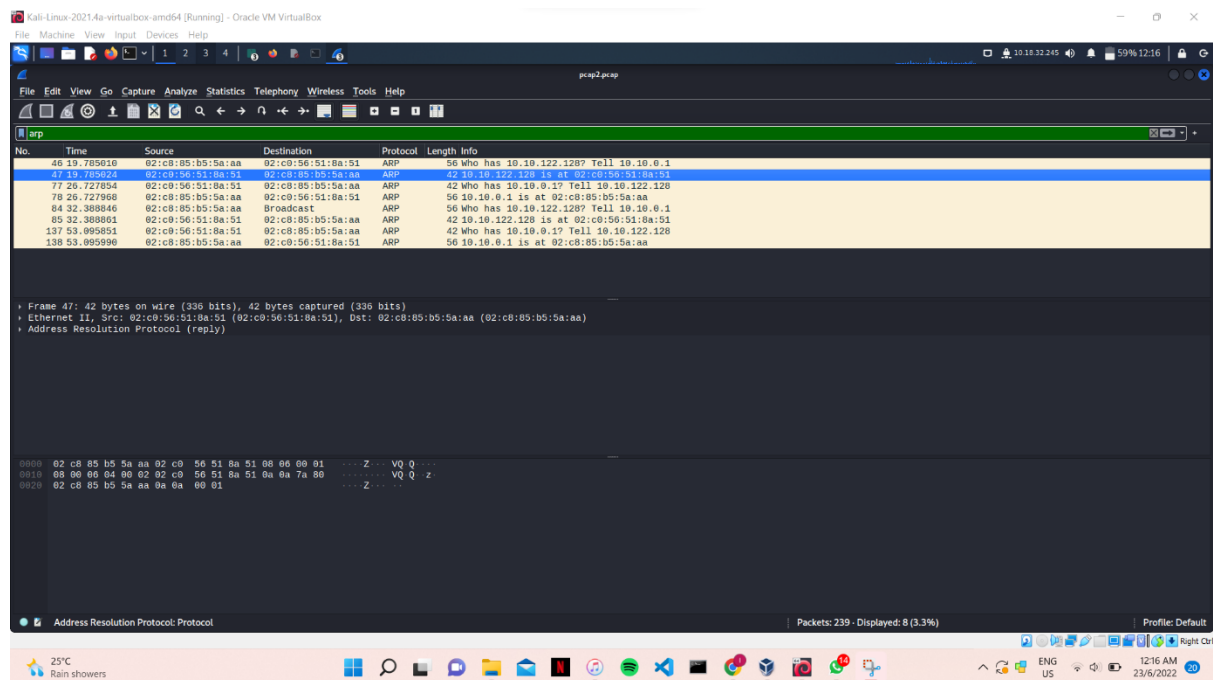 Kali-Linux-2021.4a-virtualbox-amd64 [Running] - Oracle VM VirtualBox
File Machine View Input Devices Help
1 2 3 4 10.18.32.245 59% 12:16
pcap2.pcap
File Edit View Go Capture Analyze Statistics Telephony Wireless Tools Help
arp
No. Time Source Destination Protocol Length Info
46 19.785010 02:c8:85:b5:5a:aa 02:c0:56:51:8a:51 ARP 56 Who has 10.10.122.128? Tell 10.10.0.1
47 19.785024 02:c0:56:51:8a:51 02:c8:85:b5:5a:aa ARP 42 10.10.122.128 is at 02:c0:56:51:8a:51
77 26.727854 02:c0:56:51:8a:51 02:c8:85:b5:5a:aa ARP 42 Who has 10.10.0.1? Tell 10.10.122.128
78 26.727968 02:c8:85:b5:5a:aa 02:c0:56:51:8a:51 ARP 56 10.10.0.1 is at 02:c8:85:b5:5a:aa
84 32.388846 02:c8:85:b5:5a:aa Broadcast ARP 56 Who has 10.10.122.128? Tell 10.10.0.1
85 32.388861 02:c0:56:51:8a:51 02:c8:85:b5:5a:aa ARP 42 10.10.122.128 is at 02:c0:56:51:8a:51
137 53.095851 02:c0:56:51:8a:51 02:c8:85:b5:5a:aa ARP 42 Who has 10.10.0.1? Tell 10.10.122.128
138 53.095990 02:c8:85:b5:5a:aa 02:c0:56:51:8a:51 ARP 56 10.10.0.1 is at 02:c8:85:b5:5a:aa
Frame 47: 42 bytes on wire (336 bits), 42 bytes captured (336 bits)
Ethernet II, Src: 02:c0:56:51:8a:51 (02:c0:56:51:8a:51), Dst: 02:c8:85:b5:5a:aa (02:c8:85:b5:5a:aa)
Address Resolution Protocol (reply)
0000 02 c8 85 b5 5a aa 02 c0 56 51 8a 51 08 06 00 01 ····Z··· VQ·Q····
0010 08 00 06 04 00 02 02 c0 56 51 8a 51 0a 0a 7a 80 ········ VQ·Q··z·
0020 02 c8 85 b5 5a aa 0a 0a 00 01 ····Z··· ··
Address Resolution Protocol: Protocol Packets: 239 · Displayed: 8 (3.3%) Profile: Default
Right Ctrl
25°C
Rain showers
14
ENG
US
12:16 AM
23/6/2022
20